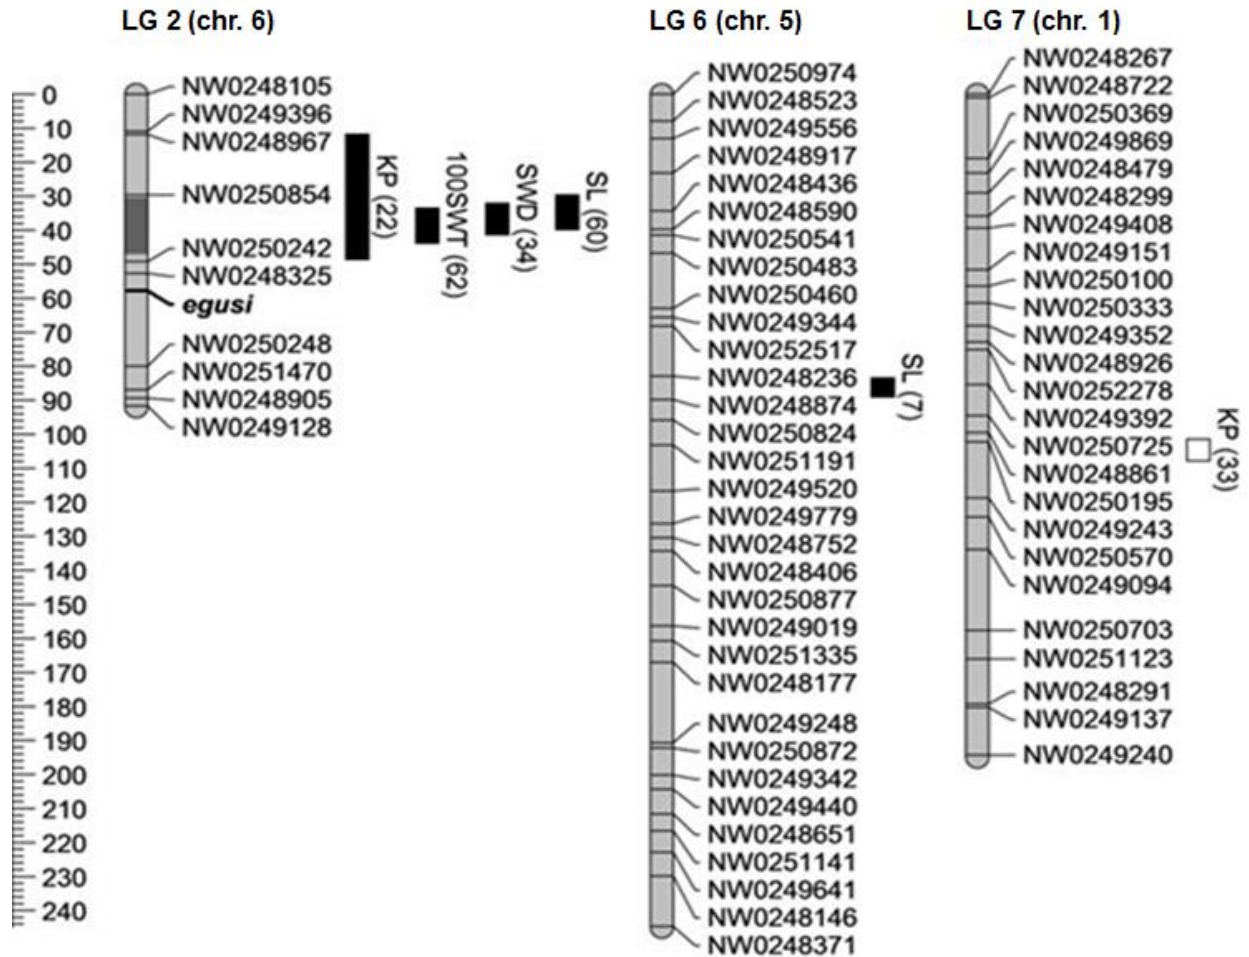 LG 2 (chr. 6)
LG 6 (chr. 5)
LG 7 (chr. 1)
0
10
20
30
40
50
60
70
80
90
100
110
120
130
140
150
160
170
180
190
200
210
220
230
240
NW0248105
NW0249396
NW0248967
NW0250854
NW0250242
NW0248325
egusi
NW0250248
NW0251470
NW0248905
NW0249128
KP (22)
100SWT (62)
SWD (34)
SL (60)
NW0250974
NW0248523
NW0249556
NW0248917
NW0248436
NW0248590
NW0250541
NW0250483
NW0250460
NW0249344
NW0252517
NW0248236
NW0248874
NW0250824
NW0251191
NW0249520
NW0249779
NW0248752
NW0248406
NW0250877
NW0249019
NW0251335
NW0248177
NW0249248
NW0250872
NW0249342
NW0249440
NW0248651
NW0251141
NW0249641
NW0248146
NW0248371
SL (7)
NW0248267
NW0248722
NW0250369
NW0249869
NW0248479
NW0248299
NW0249408
NW0249151
NW0250100
NW0250333
NW0249352
NW0248926
NW0252278
NW0249392
NW0250725
NW0248861
NW0250195
NW0249243
NW0250570
NW0249094
NW0250703
NW0251123
NW0248291
NW0249137
NW0249240
KP (33)